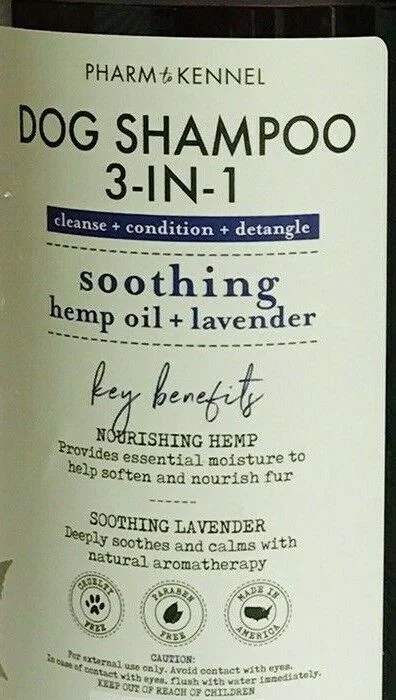 PHARM to KENNEL
DOG SHAMPOO
3-IN-1
cleanse + condition + detangle
soothing
hemp oil + lavender
key benefits
NOURISHING HEMP
Provides essential moisture to
help soften and nourish fur
SOOTHING LAVENDER
Deeply soothes and calms with
natural aromatherapy
CRUELTY FREE
PARABEN FREE
MADE IN AMERICA
CAUTION:
For external use only. Avoid contact with eyes.
In case of contact with eyes, flush with water immediately.
KEEP OUT OF REACH OF CHILDREN